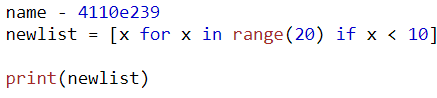 name - 4110e239
newlist = [x for x in range(20) if x < 10]
print(newlist)